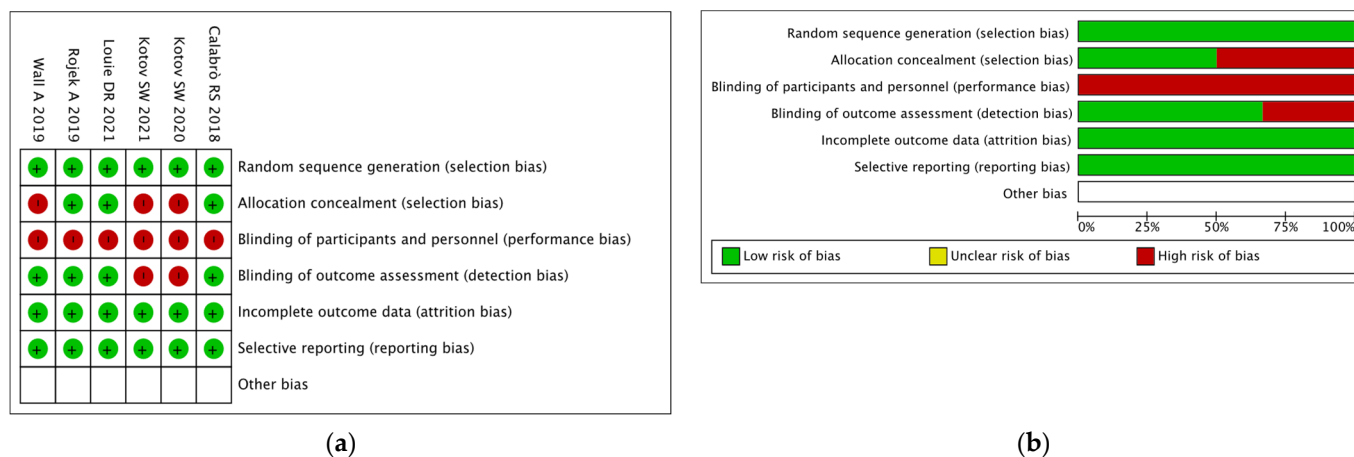 Wall A 2019
Rojek A 2019
Louie DR 2021
Kotov SW 2021
Kotov SW 2020
Calabrò RS 2018
+ + + + + + Random sequence generation (selection bias)
- + + - - + Allocation concealment (selection bias)
- - - - - - Blinding of participants and personnel (performance bias)
+ + + - - + Blinding of outcome assessment (detection bias)
+ + + + + + Incomplete outcome data (attrition bias)
+ + + + + + Selective reporting (reporting bias)
Other bias
(a)
Random sequence generation (selection bias)
Allocation concealment (selection bias)
Blinding of participants and personnel (performance bias)
Blinding of outcome assessment (detection bias)
Incomplete outcome data (attrition bias)
Selective reporting (reporting bias)
Other bias
0% 25% 50% 75% 100%
Low risk of bias Unclear risk of bias High risk of bias
(b)